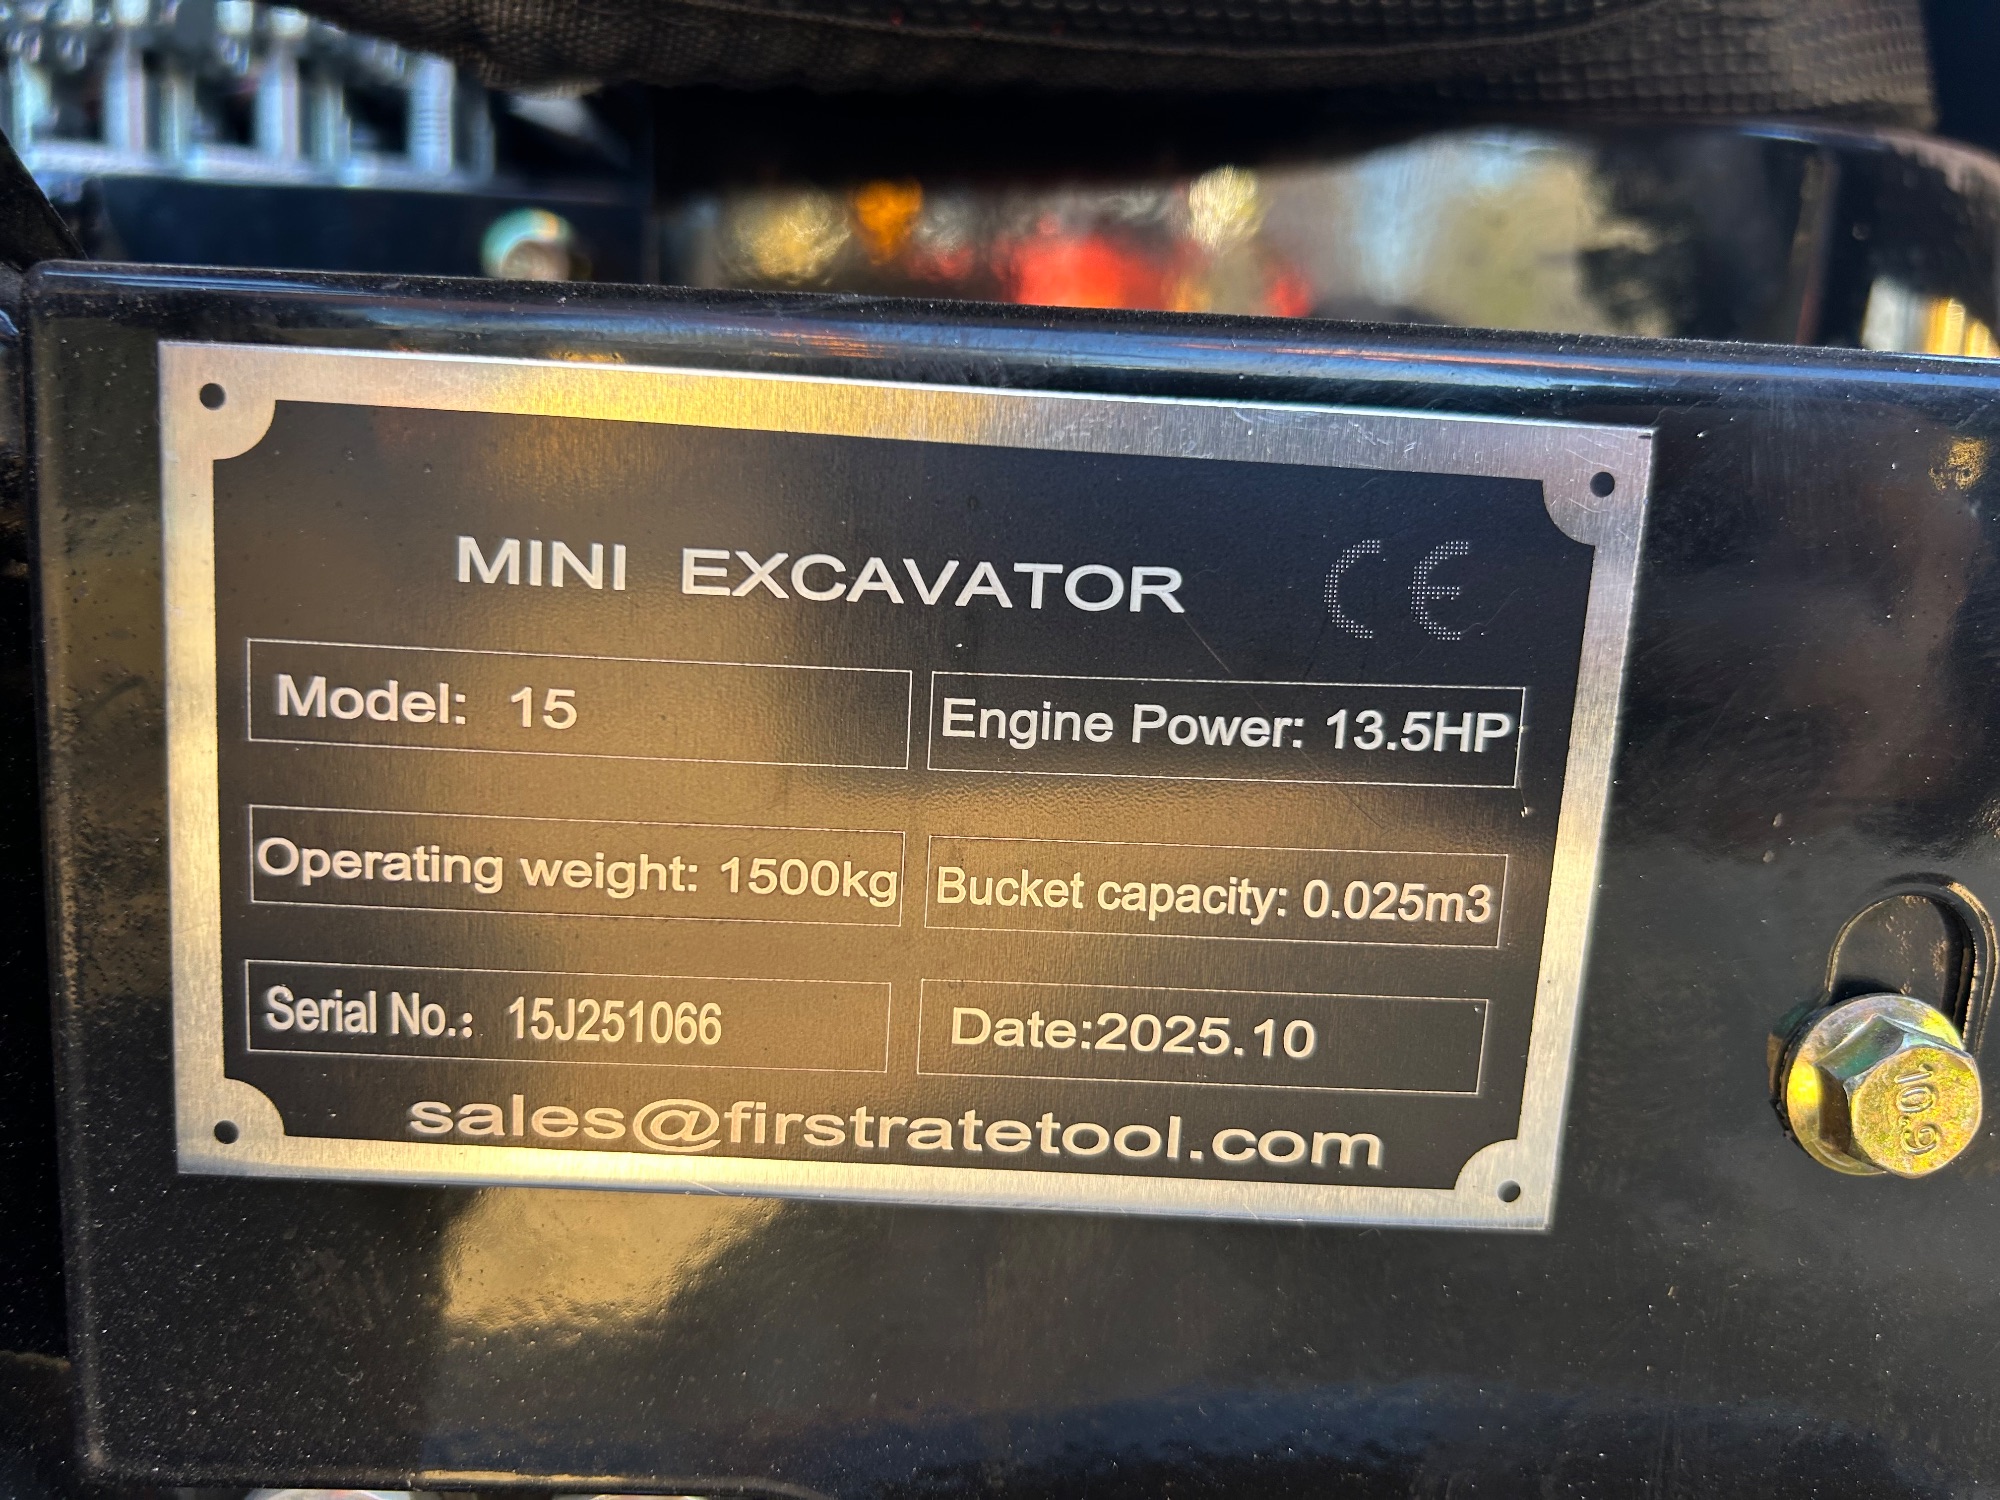 MINI EXCAVATOR CE
Model: 15
Engine Power: 13.5HP
Operating weight: 1500kg
Bucket capacity: 0.025m3
Serial No.: 15J251066
Date:2025.10
sales@firstratetool.com
10.9